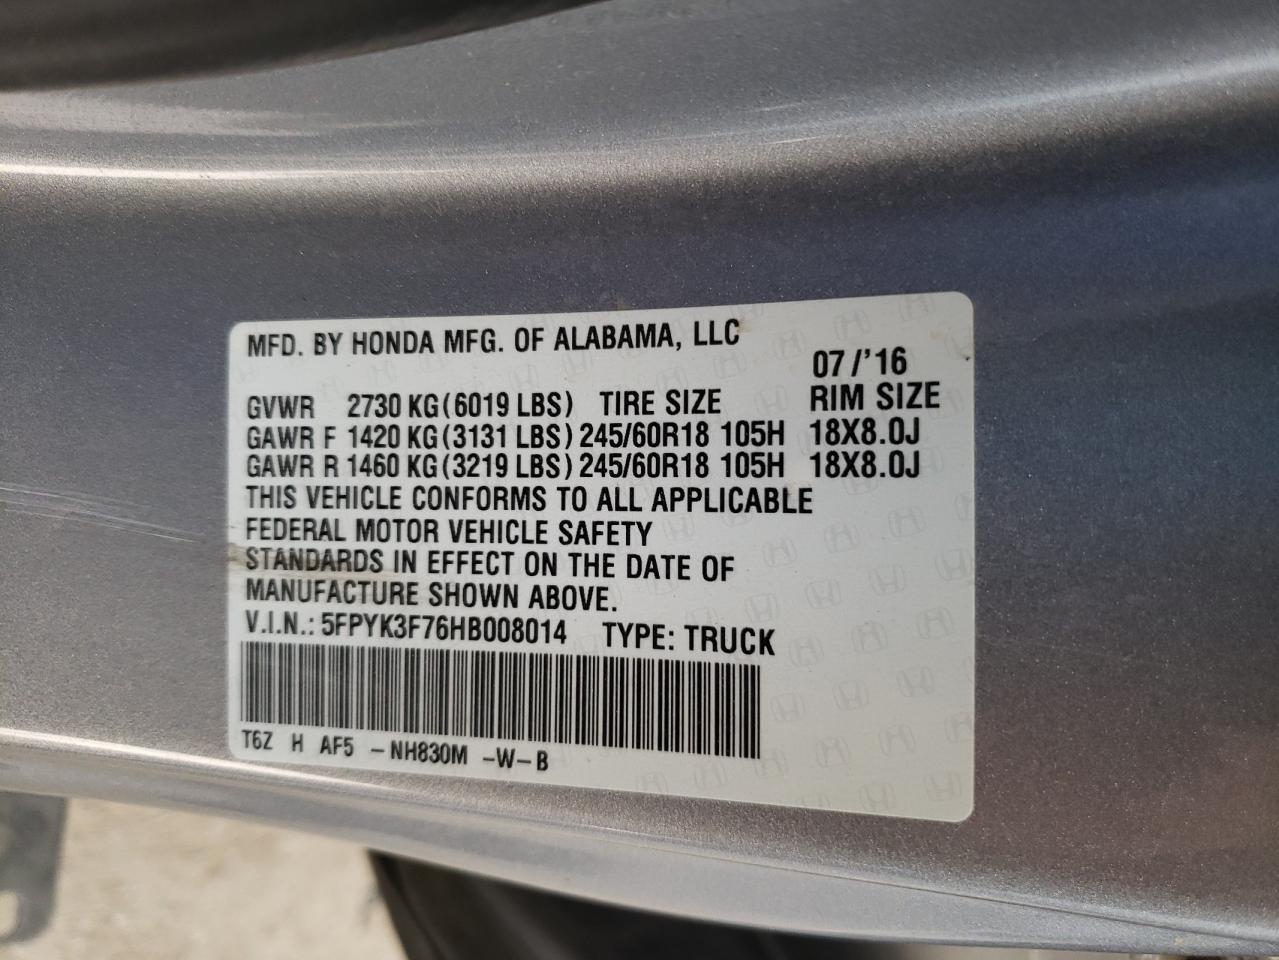 MFD. BY HONDA MFG. OF ALABAMA, LLC
07/'16
GVWR 2730 KG(6019 LBS) TIRE SIZE RIM SIZE
GAWR F 1420 KG(3131 LBS) 245/60R18 105H 18X8.0J
GAWR R 1460 KG(3219 LBS) 245/60R18 105H 18X8.0J
THIS VEHICLE CONFORMS TO ALL APPLICABLE
FEDERAL MOTOR VEHICLE SAFETY
STANDARDS IN EFFECT ON THE DATE OF
MANUFACTURE SHOWN ABOVE.
V.I.N.: 5FPYK3F76HB008014 TYPE: TRUCK
T6Z H AF5 -NH830M -W-B